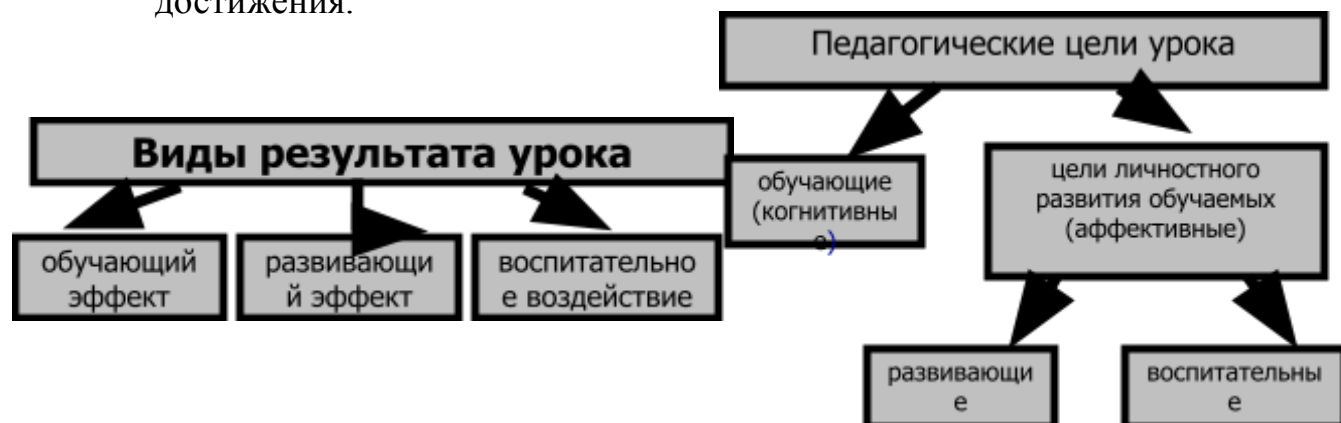 достижения.
Педагогические цели урока
Виды результата урока
обучающие
(когнитивны
е)
цели личностного
развития обучаемых
(аффективные)
обучающий
эффект
развивающи
й эффект
воспитательно
е воздействие
развивающи
е
воспитательны
е